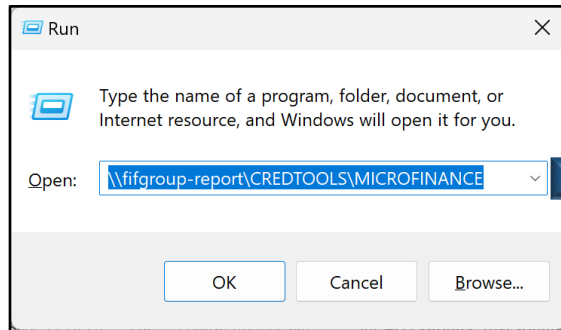 Run
Type the name of a program, folder, document, or
Internet resource, and Windows will open it for you.
Open: \\fifgroup-report\CREDTOOLS\MICROFINANCE
OK Cancel Browse...